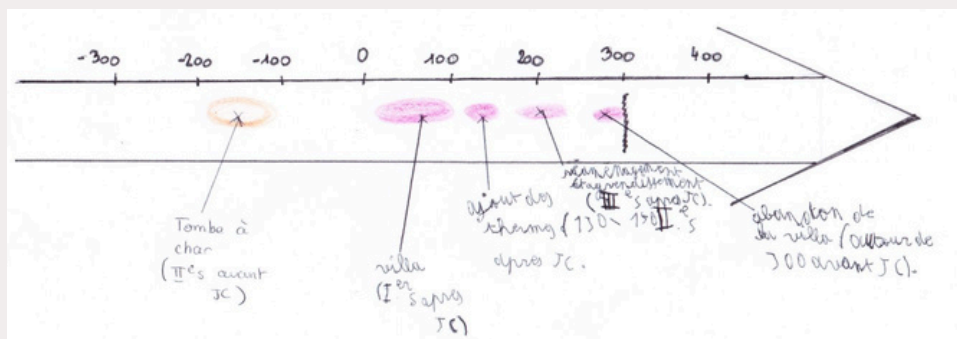 -300 -200 -100 0 100 200 300 400
Tombe à
char
(IIe s avant
JC)
villa
(Ier
s après
JC)
ajout des
thermes (130 - 150 IIe s
après JC.
réaménagement
et agrandissement
(IIIe s après JC).
abandon de
la villa (autour de
300 avant JC).